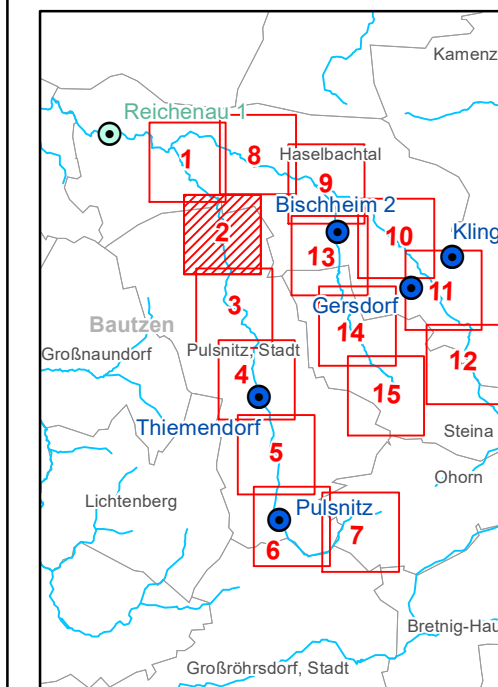 Kamenz
Reichenau 1
1
8
Haselbachtal
9
Bischheim 2
2
10
Kling
13
11
3
Gersdorf
Bautzen
14
Großnaundorf
Pulsnitz, Stadt
12
4
15
Thiemendorf
Steina
5
Ohorn
Lichtenberg
Pulsnitz
6
7
Bretnig-Hau
Großröhrsdorf, Stadt